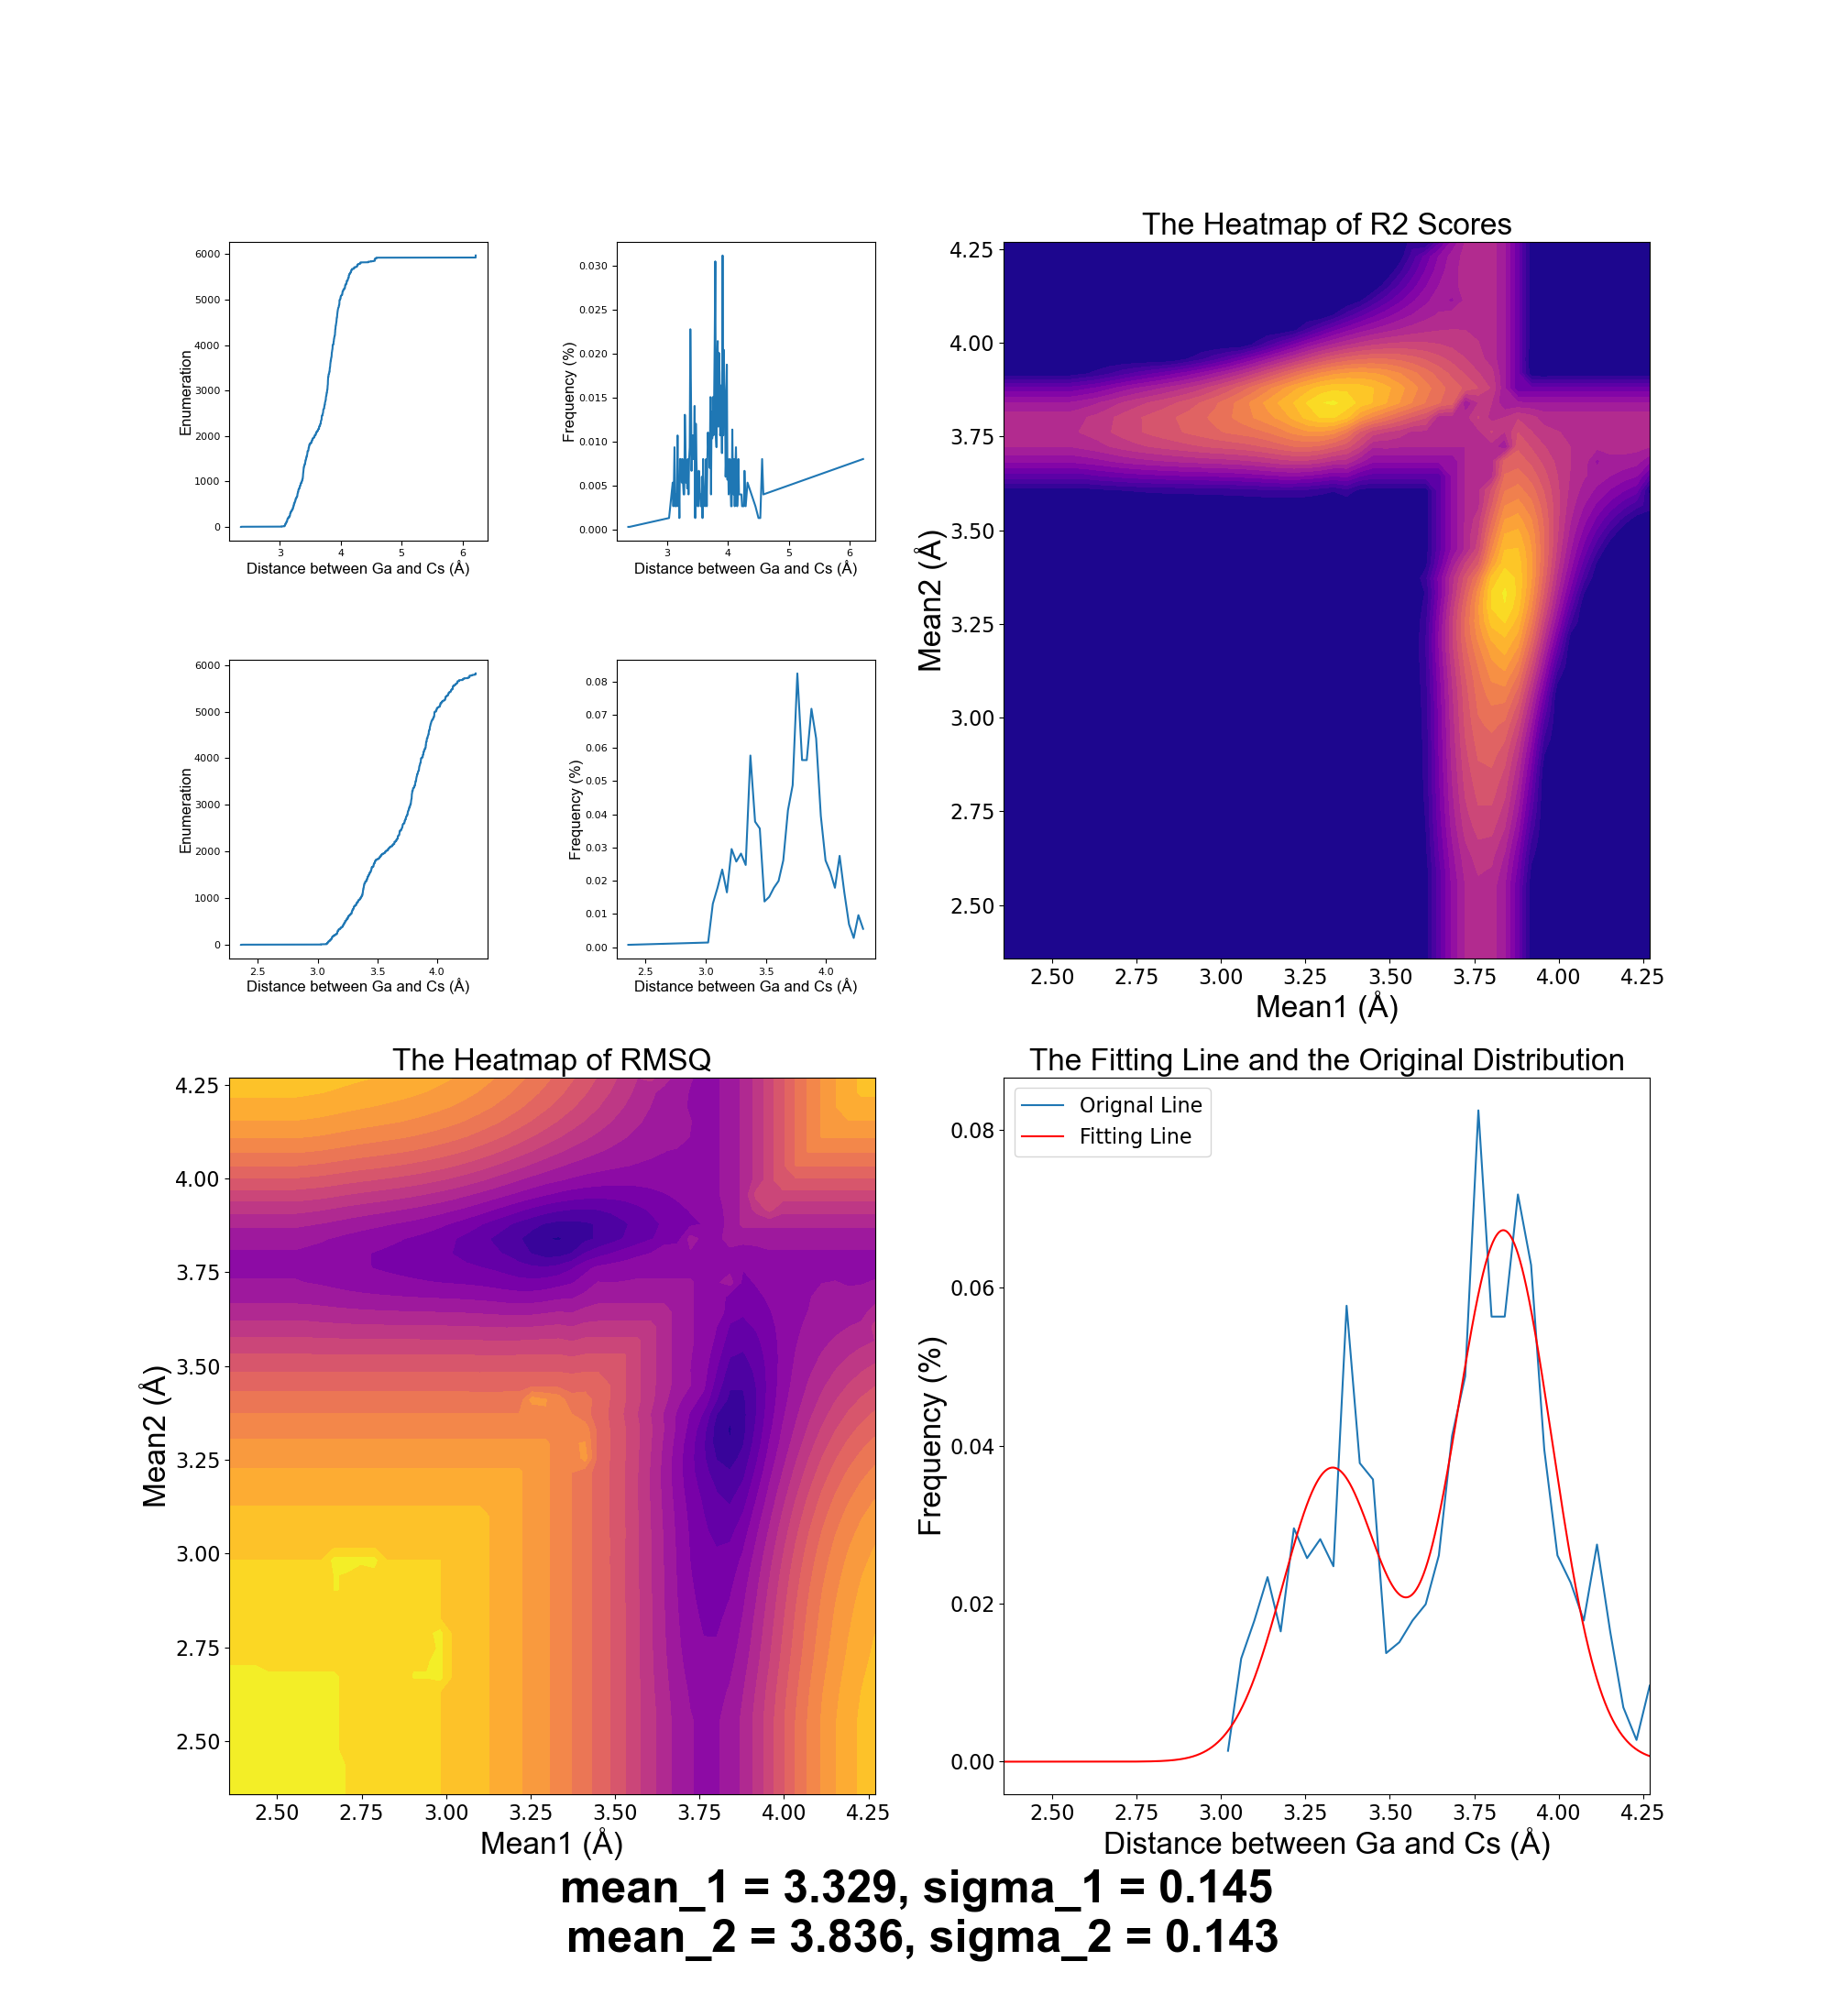 6000
5000
4000
3000
2000
1000
0
Enumeration
3 4 5 6
Distance between Ga and Cs (Å)
0.030
0.025
0.020
0.015
0.010
0.005
0.000
Frequency (%)
3 4 5 6
Distance between Ga and Cs (Å)
The Heatmap of R2 Scores
4.25
4.00
3.75
3.50
3.25
3.00
2.75
2.50
Mean2 (Å)
2.50 2.75 3.00 3.25 3.50 3.75 4.00 4.25
Mean1 (Å)
6000
5000
4000
3000
2000
1000
0
Enumeration
2.5 3.0 3.5 4.0
Distance between Ga and Cs (Å)
0.08
0.07
0.06
0.05
0.04
0.03
0.02
0.01
0.00
Frequency (%)
2.5 3.0 3.5 4.0
Distance between Ga and Cs (Å)
The Heatmap of RMSQ
4.25
4.00
3.75
3.50
3.25
3.00
2.75
2.50
Mean2 (Å)
2.50 2.75 3.00 3.25 3.50 3.75 4.00 4.25
Mean1 (Å)
The Fitting Line and the Original Distribution
Orignal Line
Fitting Line
0.08
0.06
0.04
0.02
0.00
Frequency (%)
2.50 2.75 3.00 3.25 3.50 3.75 4.00 4.25
Distance between Ga and Cs (Å)
mean_1 = 3.329, sigma_1 = 0.145
mean_2 = 3.836, sigma_2 = 0.143